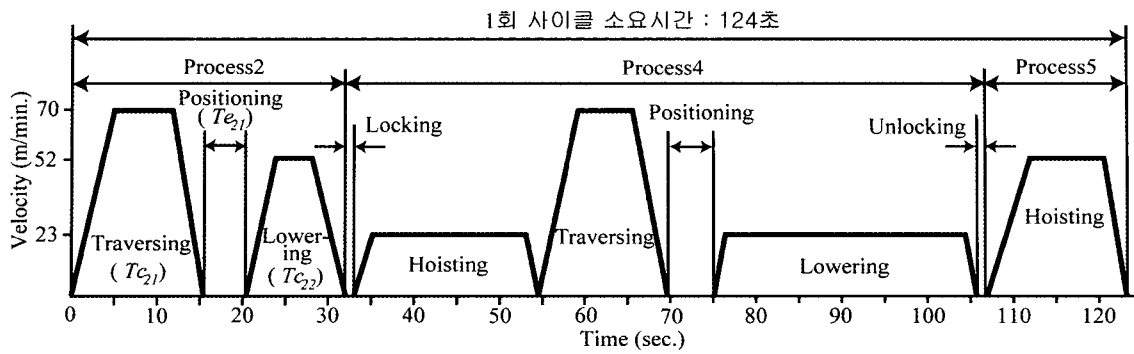 1회 사이클 소요시간 : 124초
Process2
Process4
Process5
Positioning
(Te21)
Locking
Positioning
Unlocking
Velocity (m/min.)
70
52
23
Traversing
(Tc21)
Lower-
ing
(Tc22)
Hoisting
Traversing
Lowering
Hoisting
0 10 20 30 40 50 60 70 80 90 100 110 120
Time (sec.)